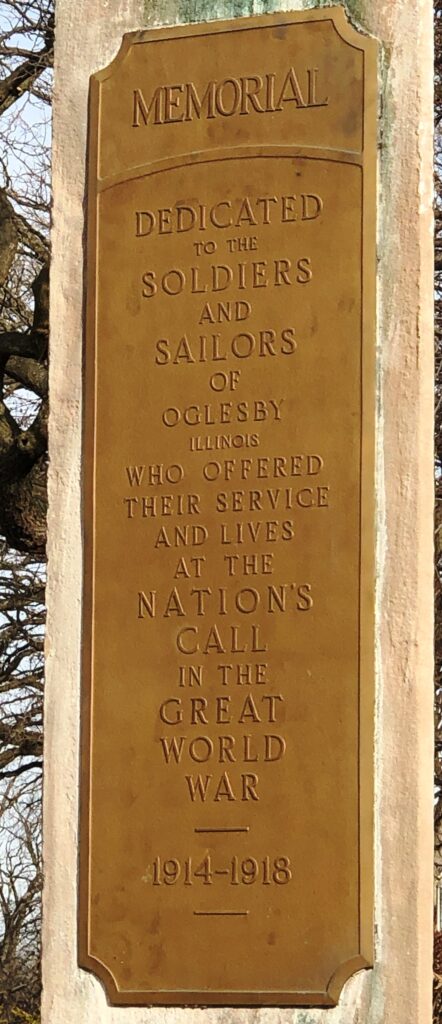 MEMORIAL
DEDICATED
TO THE
SOLDIERS
AND
SAILORS
OF
OGLESBY
ILLINOIS
WHO OFFERED
THEIR SERVICE
AND LIVES
AT THE
NATION'S
CALL
IN THE
GREAT
WORLD
WAR
1914-1918